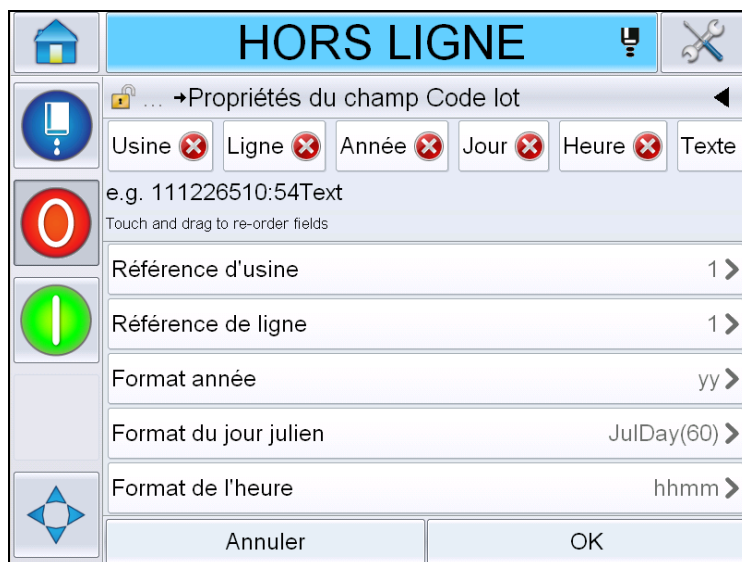 HORS LIGNE
... →Propriétés du champ Code lot
Usine Ligne Année Jour Heure Texte
e.g. 111226510:54Text
Touch and drag to re-order fields
Référence d'usine 1
Référence de ligne 1
Format année yy
Format du jour julien JulDay(60)
Format de l'heure hhmm
Annuler OK